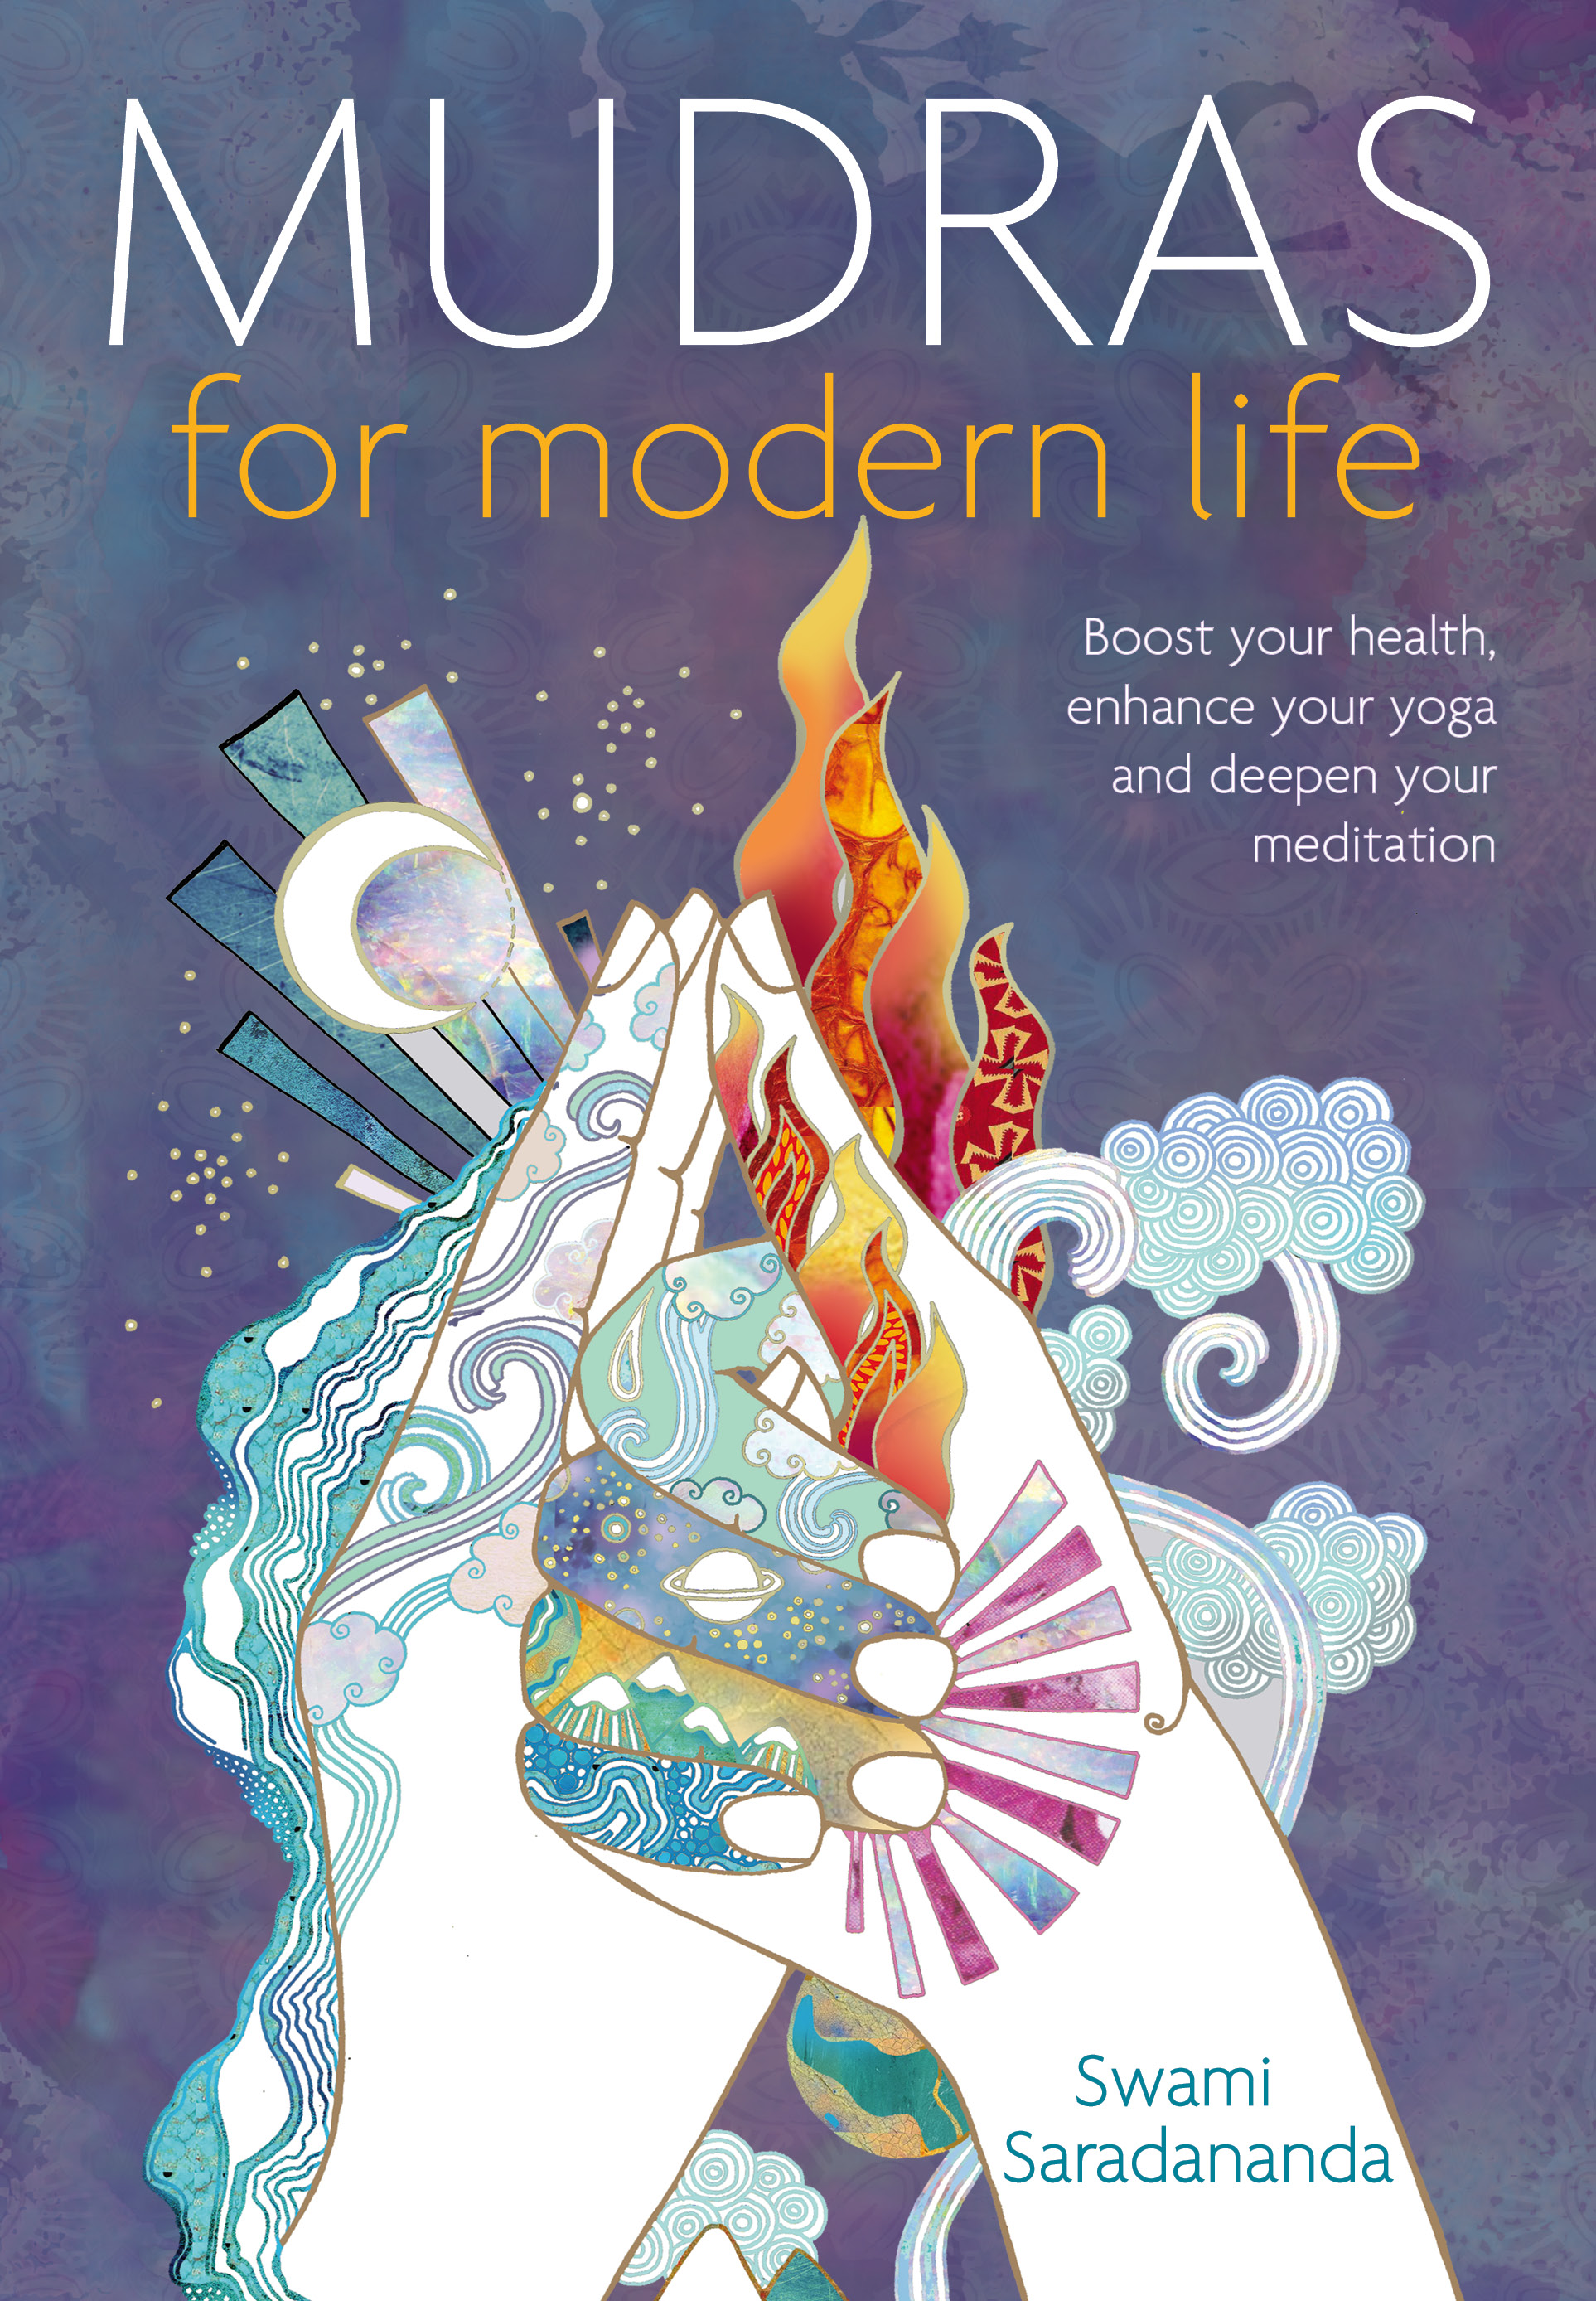 MUDRAS
for modern life
Boost your health,
enhance your yoga
and deepen your
meditation
Swami
Saradananda